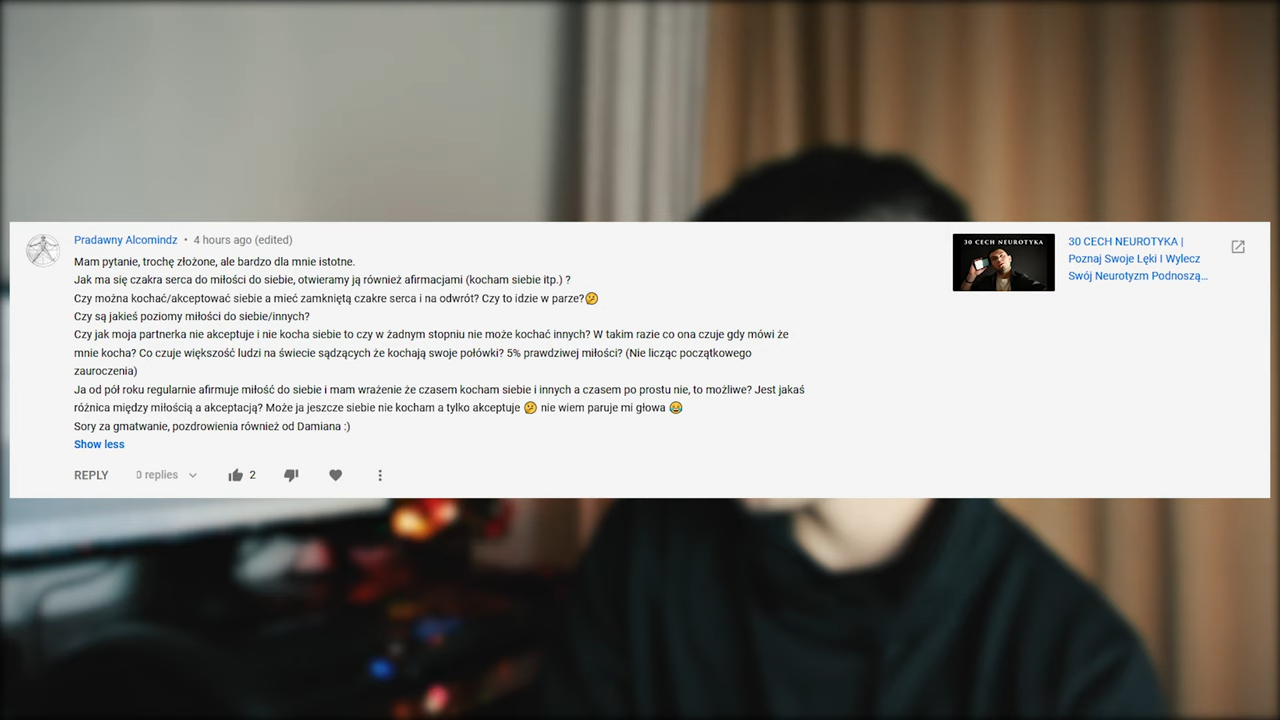 Pradawny Alcomindz • 4 hours ago (edited)
Mam pytanie, trochę złożone, ale bardzo dla mnie istotne.
Jak ma się czakra serca do miłości do siebie, otwieramy ją również afirmacjami (kocham siebie itp.) ?
Czy można kochać/akceptować siebie a mieć zamkniętą czakre serca i na odwrót? Czy to idzie w parze?😕
Czy są jakieś poziomy miłości do siebie/innych?
Czy jak moja partnerka nie akceptuje i nie kocha siebie to czy w żadnym stopniu nie może kochać innych? W takim razie co ona czuje gdy mówi że
mnie kocha? Co czuje większość ludzi na świecie sądzących że kochają swoje połówki? 5% prawdziwej miłości? (Nie licząc początkowego
zauroczenia)
Ja od pół roku regularnie afirmuje miłość do siebie i mam wrażenie że czasem kocham siebie i innych a czasem po prostu nie, to możliwe? Jest jakaś
różnica między miłością a akceptacją? Może ja jeszcze siebie nie kocham a tylko akceptuje 😕 nie wiem paruje mi głowa 😂
Sory za gmatwanie, pozdrowienia również od Damiana :)
Show less
REPLY 0 replies 2
30 CECH NEUROTYKA
30 CECH NEUROTYKA |
Poznaj Swoje Lęki I Wylecz
Swój Neurotyzm Podnoszą...